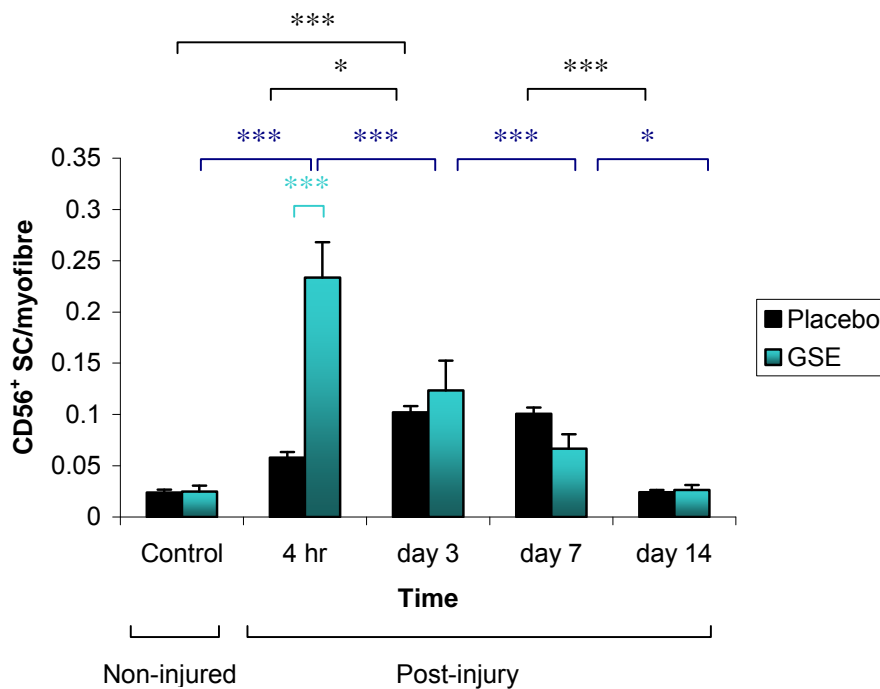 ***
* ***
*** *** *** *
***
0.35
0.3
0.25
0.2
0.15
0.1
0.05
0
CD56⁺ SC/myofibre
Placebo
GSE
Control 4 hr day 3 day 7 day 14
Time
Non-injured Post-injury